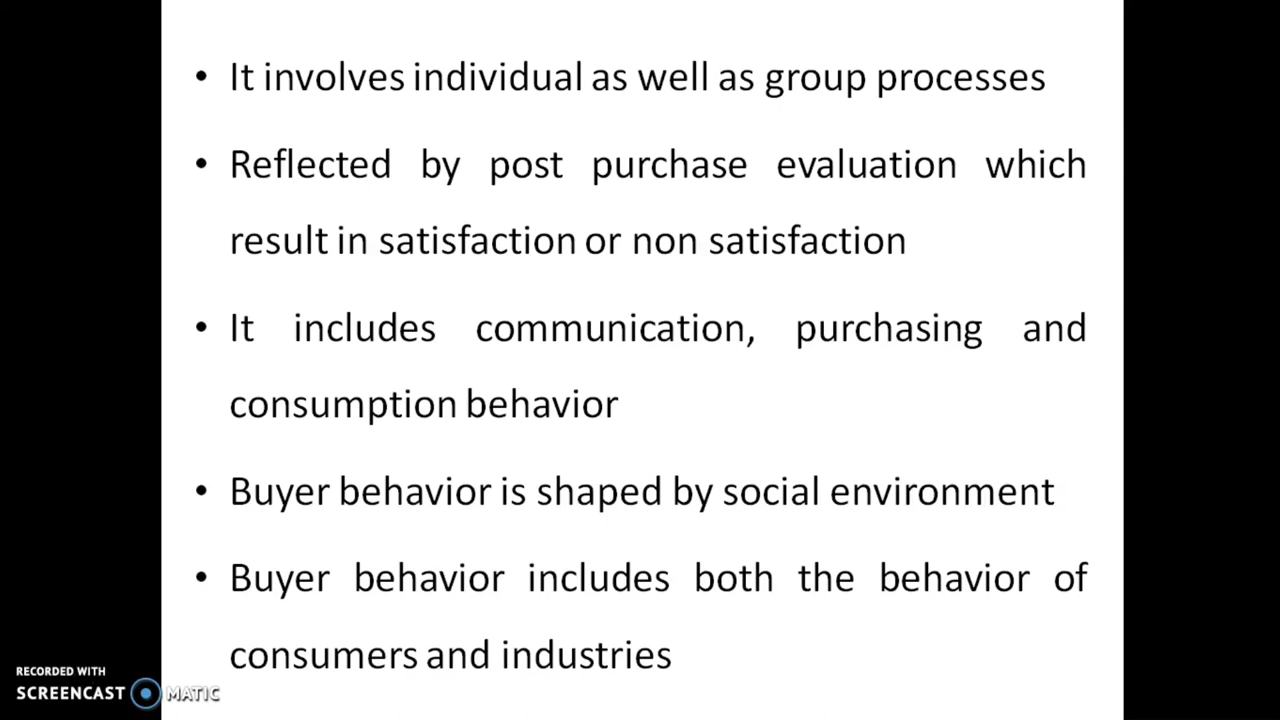 • It involves individual as well as group processes
• Reflected by post purchase evaluation which
result in satisfaction or non satisfaction
• It includes communication, purchasing and
consumption behavior
• Buyer behavior is shaped by social environment
• Buyer behavior includes both the behavior of
consumers and industries
RECORDED WITH
SCREENCAST MATIC